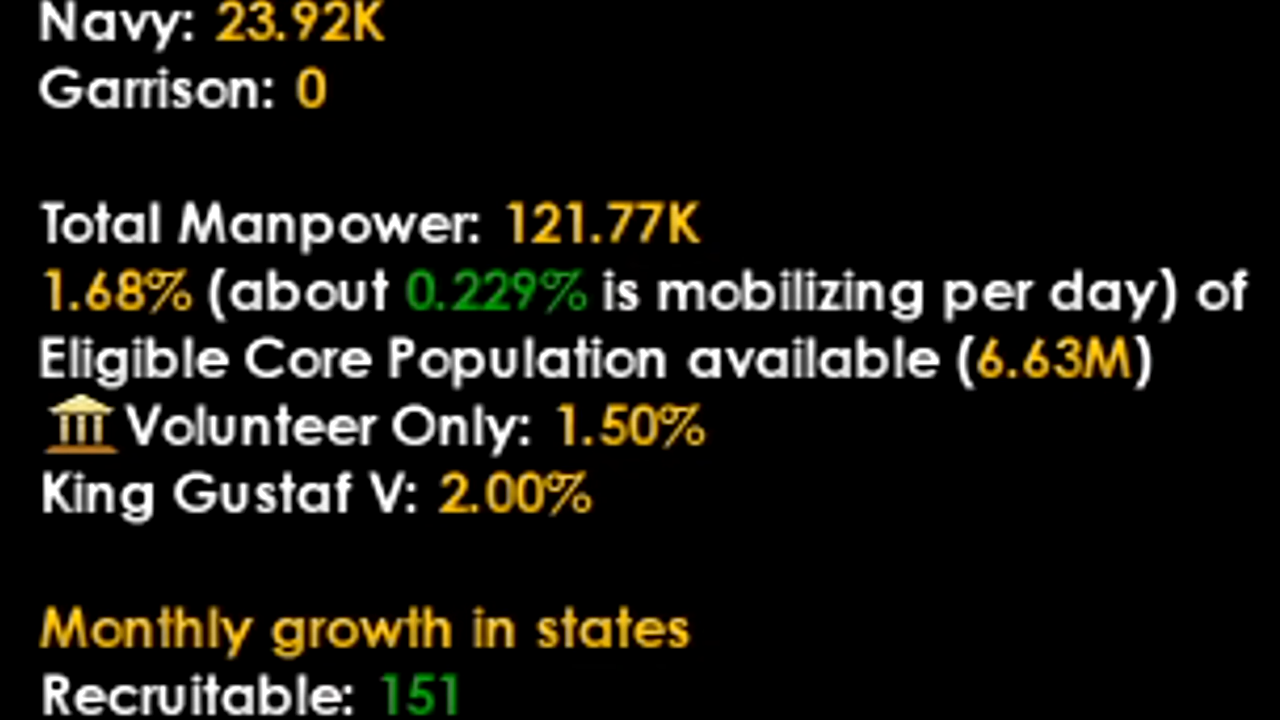 Navy: 23.92K
Garrison: 0
Total Manpower: 121.77K
1.68% (about 0.229% is mobilizing per day) of
Eligible Core Population available (6.63M)
Volunteer Only: 1.50%
King Gustaf V: 2.00%
Monthly growth in states
Recruitable: 151